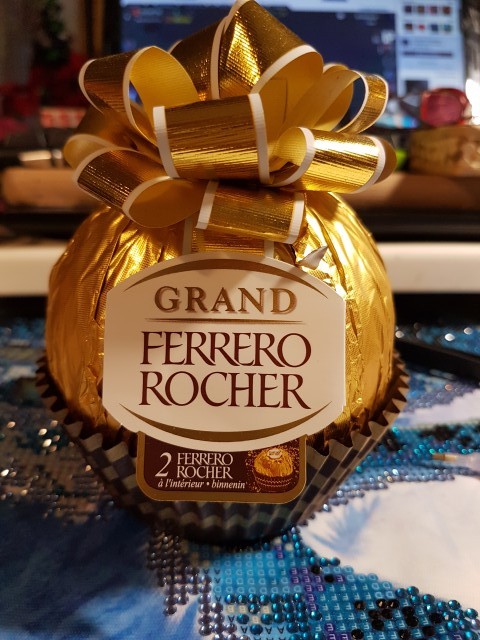 GRAND
FERRERO
ROCHER
2 FERRERO
ROCHER
à l'intérieur • binnenin